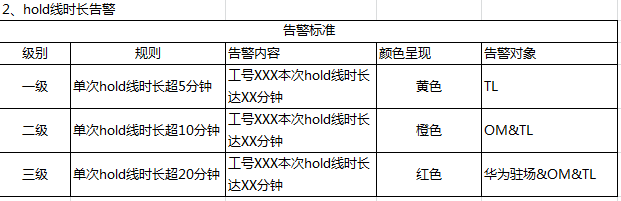 2、hold线时长告警
告警标准
级别 规则 告警内容 颜色呈现 告警对象
一级 单次hold线时长超5分钟 工号XXX本次hold线时长 黄色 TL
达XX分钟
二级 单次hold线时长超10分钟 工号XXX本次hold线时长 橙色 OM&TL
达XX分钟
三级 单次hold线时长超20分钟 工号XXX本次hold线时长 红色 华为驻场&OM&TL
达XX分钟